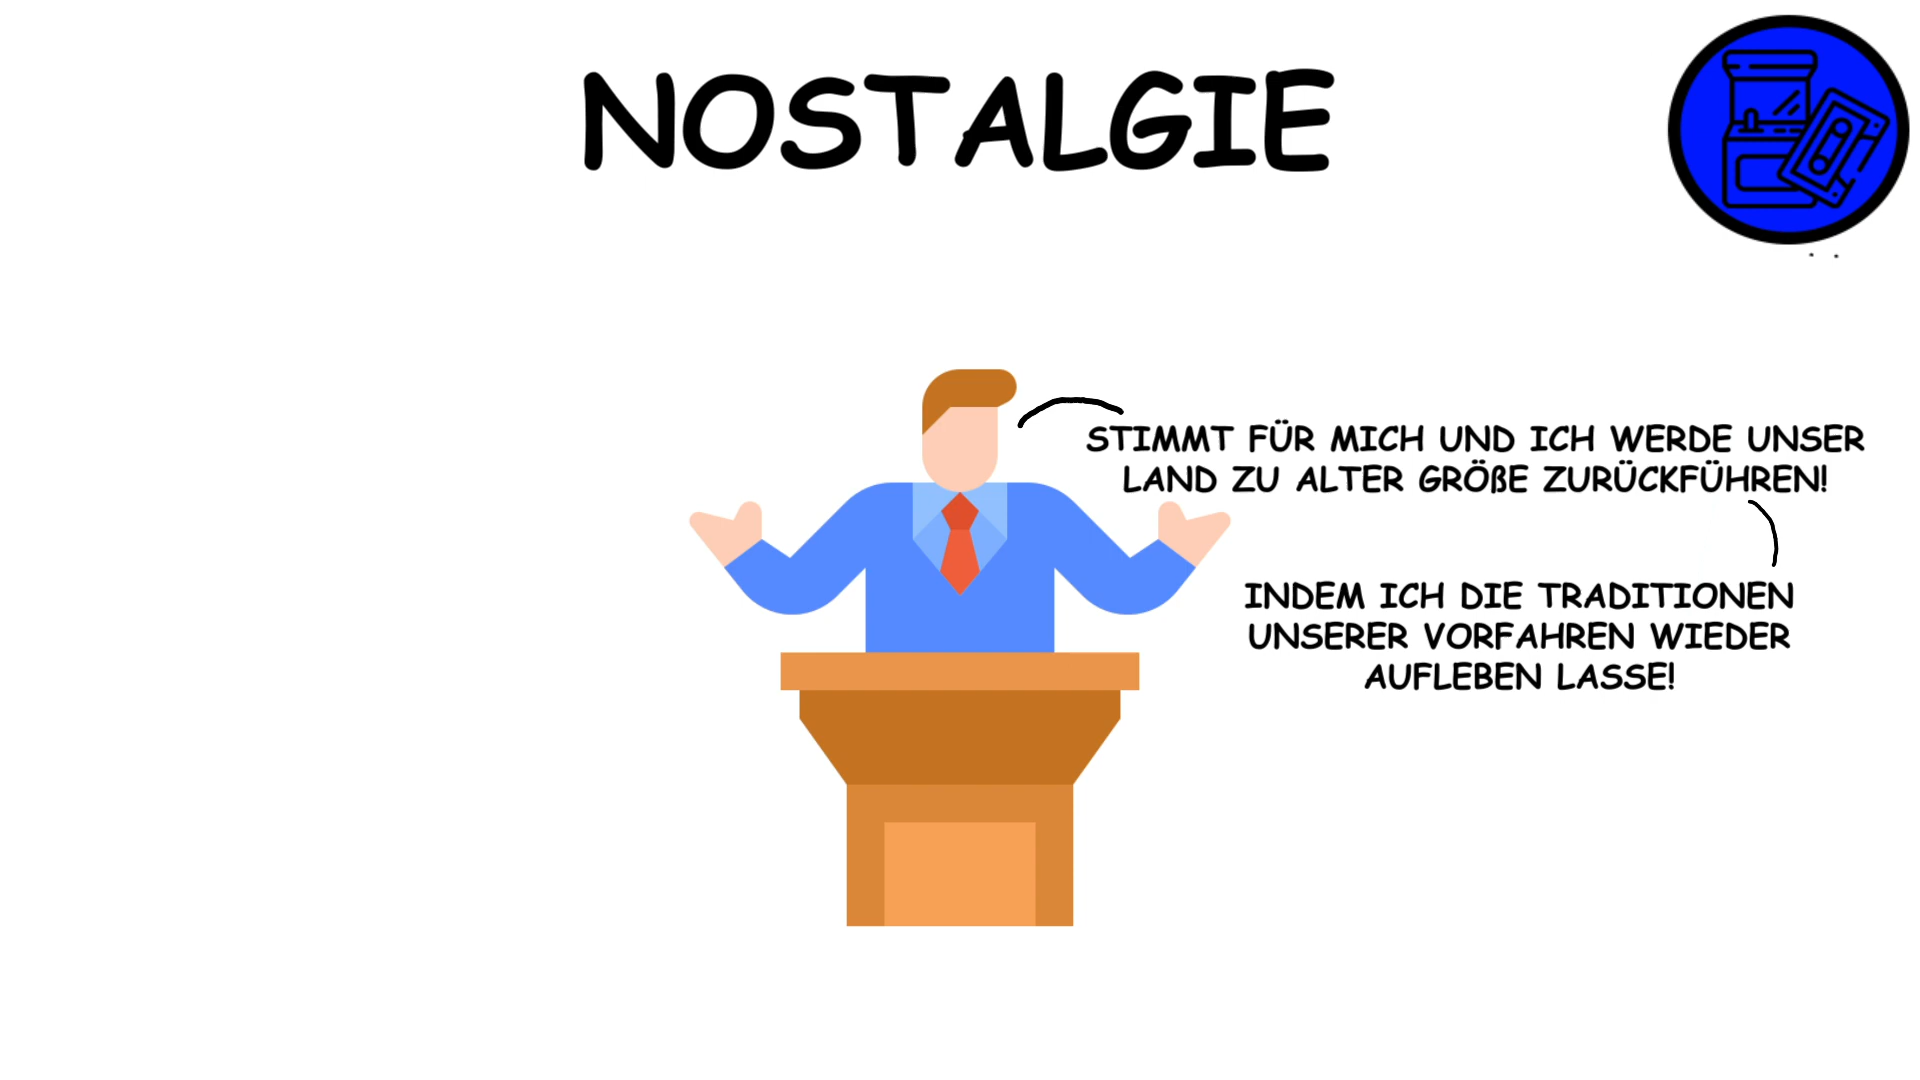 NOSTALGIE
STIMMT FÜR MICH UND ICH WERDE UNSER
LAND ZU ALTER GRÖßE ZURÜCKFÜHREN!
INDEM ICH DIE TRADITIONEN
UNSERER VORFAHREN WIEDER
AUFLEBEN LASSE!